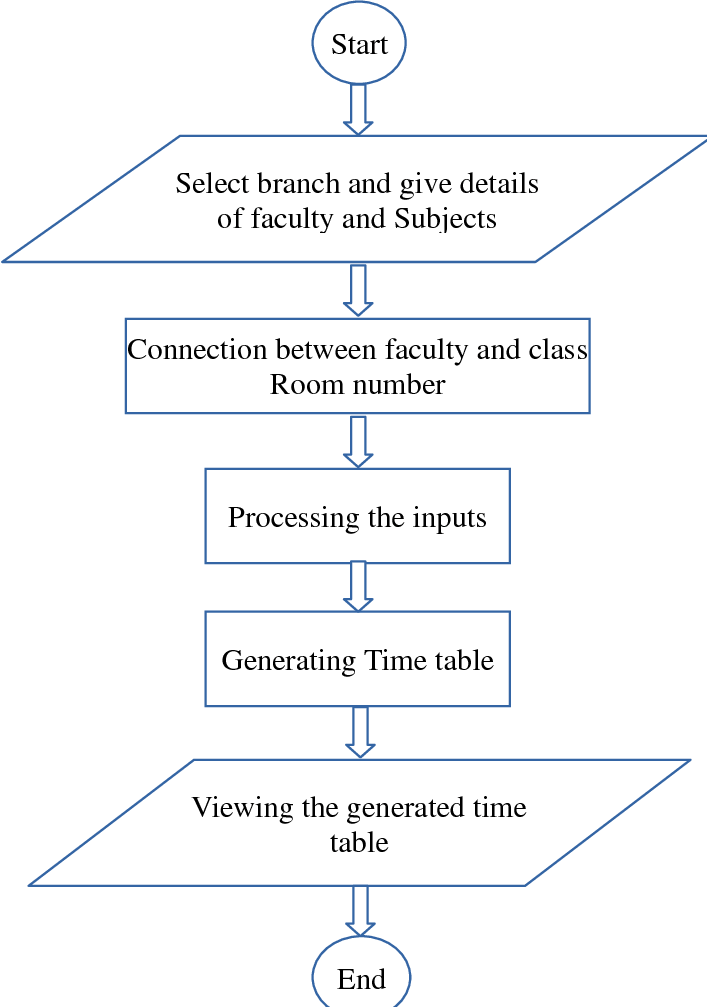 Start
Select branch and give details
of faculty and Subjects
Connection between faculty and class
Room number
Processing the inputs
Generating Time table
Viewing the generated time
table
End